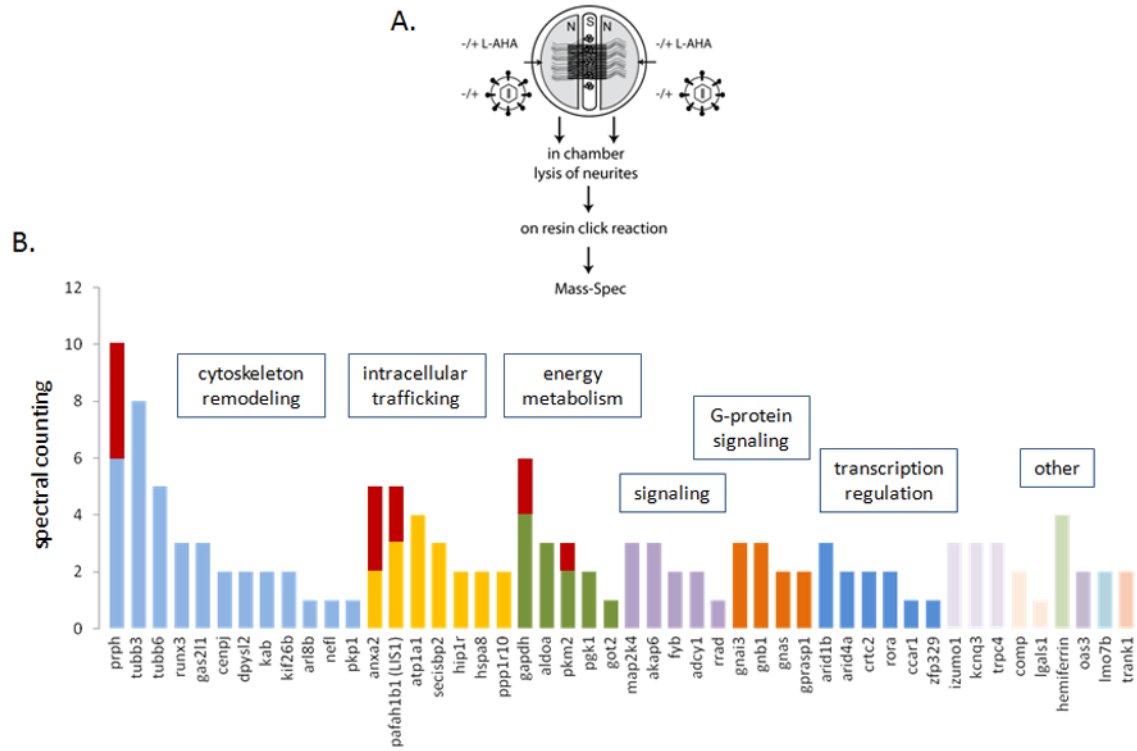 A.
N S N
-/+ L-AHA
-/+ L-AHA
-/+
-/+
in chamber
lysis of neurites
on resin click reaction
Mass-Spec
B.
12
10
8
6
4
2
0
spectral counting
cytoskeleton
remodeling
intracellular
trafficking
energy
metabolism
signaling
G-protein
signaling
transcription
regulation
other
prph
tubb3
tubb6
runx3
gas2l1
cenpj
dpysl2
kab
kif26b
arl8b
nefl
pkp1
anxa2
pafah1b1 (LIS1)
atp1a1
secisbp2
hip1r
hspa8
ppp1r10
gapdh
aldoa
pkm2
pgk1
got2
map2k4
akap6
fyb
adcy1
rrad
gnai3
gnb1
gnas
gprasp1
arid1b
arid4a
crtc2
rora
ccar1
zfp329
izumo1
kcnq3
trpc4
comp
lgals1
hemiferrin
oas3
lmo7b
trank1